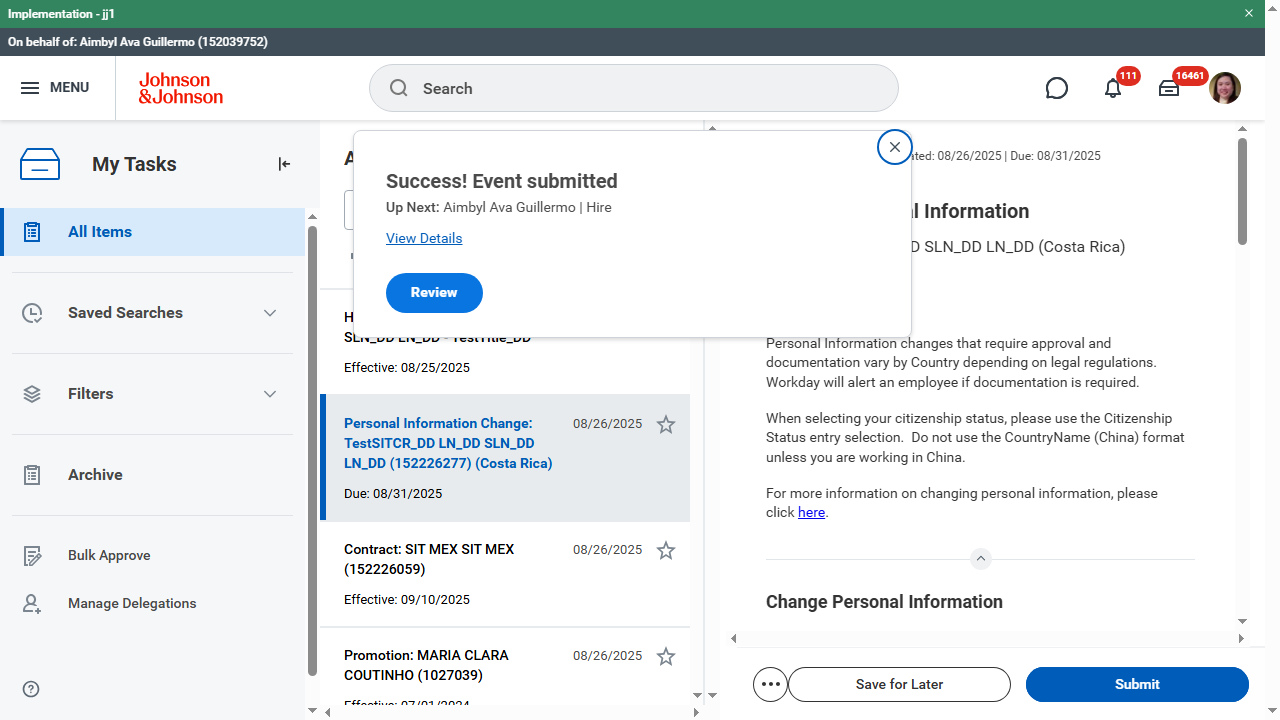 Implementation - jj1
On behalf of: Aimbyl Ava Guillermo (152039752)
MENU
Johnson
&Johnson
Search
111
16461
My Tasks
All Items
Saved Searches
Filters
Archive
Bulk Approve
Manage Delegations
Success! Event submitted
Up Next: Aimbyl Ava Guillermo | Hire
View Details
Review
Effective: 08/25/2025
Personal Information Change:
TestSITCR_DD LN_DD SLN_DD
LN_DD (152226277) (Costa Rica)
08/26/2025
Due: 08/31/2025
Contract: SIT MEX SIT MEX
(152226059)
08/26/2025
Effective: 09/10/2025
Promotion: MARIA CLARA
COUTINHO (1027039)
08/26/2025
Effective: 07/01/2024
08/26/2025 | Due: 08/31/2025
Information
SLN_DD LN_DD (Costa Rica)
Personal Information changes that require approval and
documentation vary by Country depending on legal regulations.
Workday will alert an employee if documentation is required.
When selecting your citizenship status, please use the Citizenship
Status entry selection.  Do not use the CountryName (China) format
unless you are working in China.
For more information on changing personal information, please
click here.
Change Personal Information
Save for Later
Submit